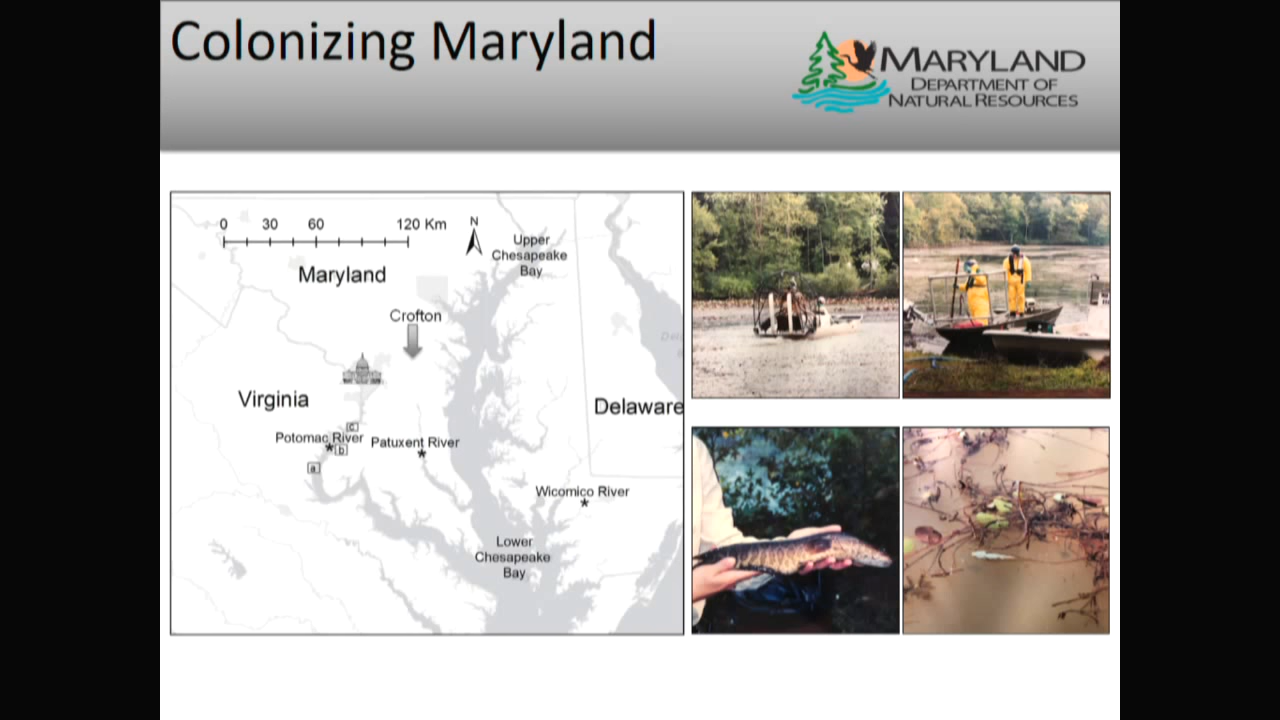 Colonizing Maryland
MARYLAND
DEPARTMENT OF
NATURAL RESOURCES
0 30 60 120 Km
N
Upper
Chesapeake
Bay
Maryland
Crofton
Virginia
Delaware
c
Potomac River
Patuxent River
b
a
Wicomico River
Lower
Chesapeake
Bay